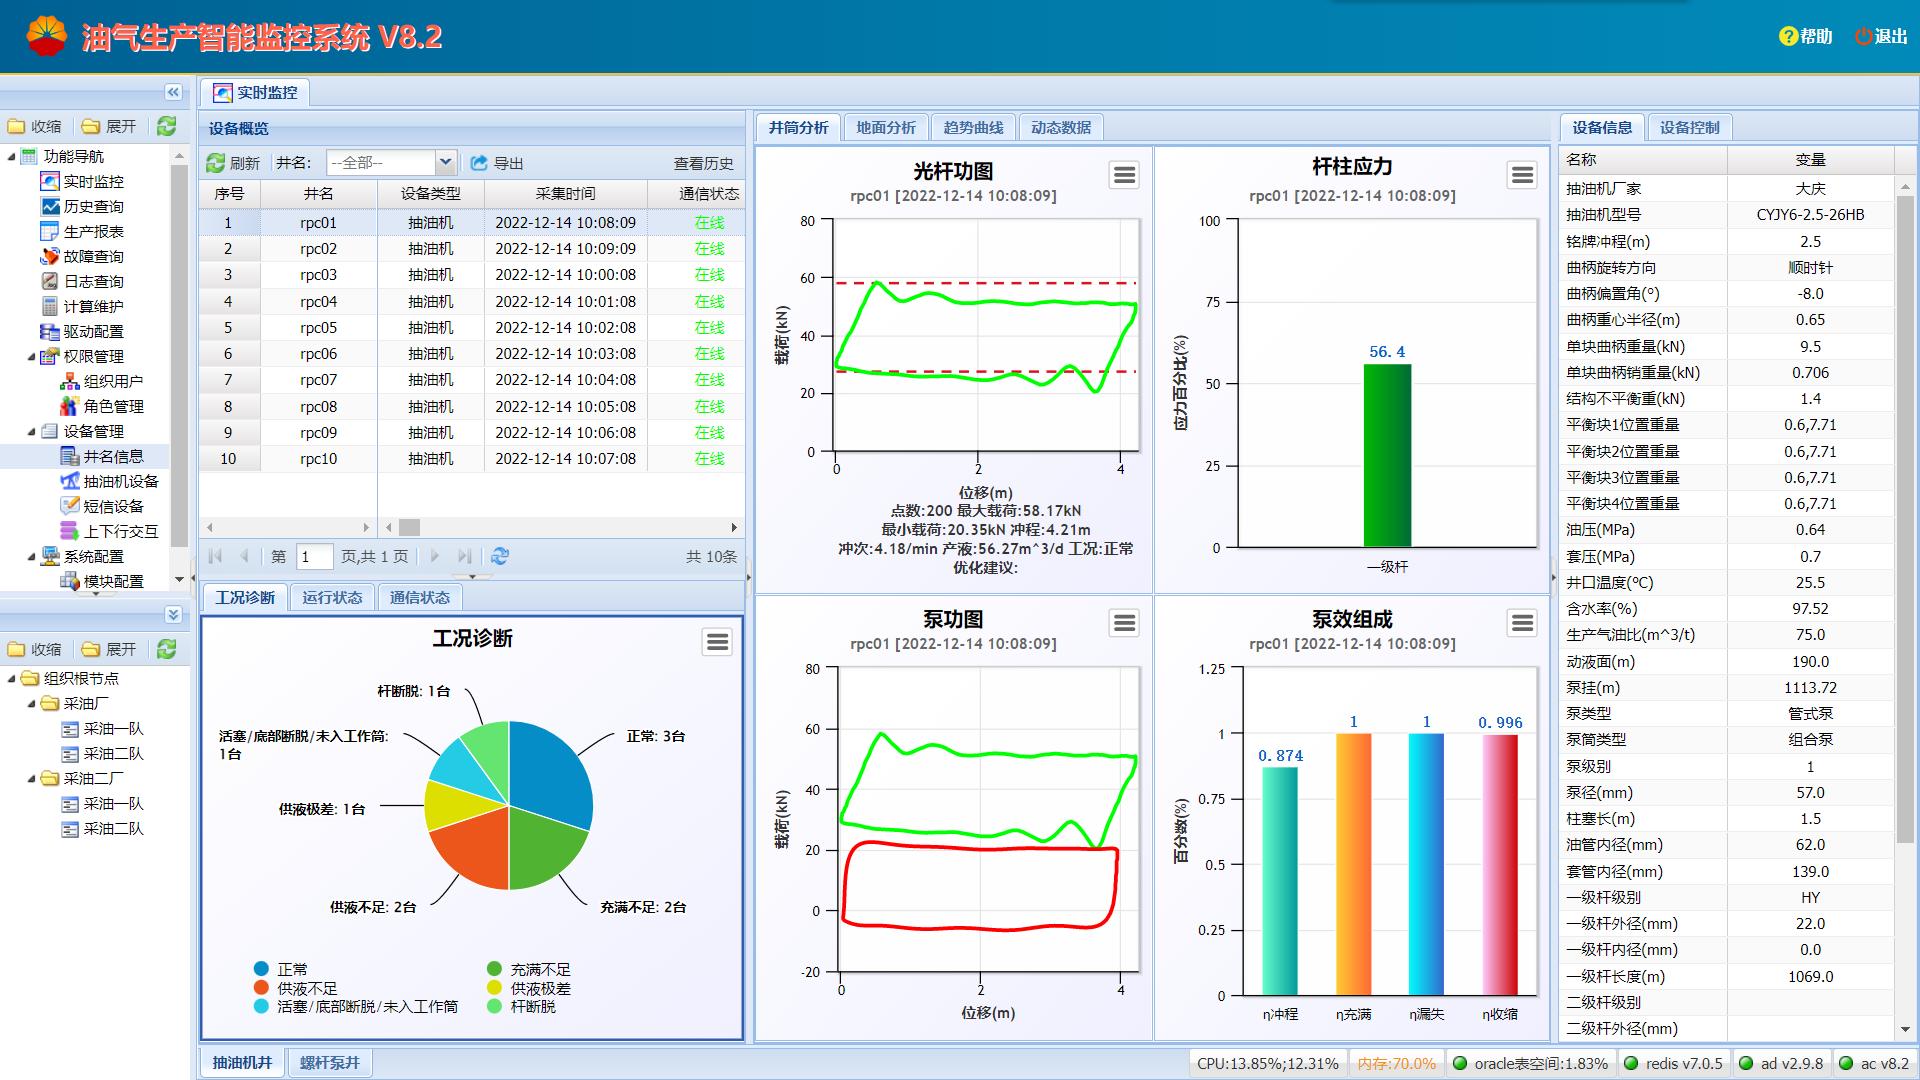 油气生产智能监控系统 V8.2
帮助 退出
收缩 展开
功能导航
实时监控
历史查询
生产报表
故障查询
日志查询
计算维护
驱动配置
权限管理
组织用户
角色管理
设备管理
井名信息
抽油机设备
短信设备
上下行交互
系统配置
模块配置
收缩 展开
组织根节点
采油厂
采油一队
采油二队
采油二厂
采油一队
采油二队
实时监控
设备概览
刷新 井名: --全部-- 导出 查看历史
序号 井名 设备类型 采集时间 通信状态
1 rpc01 抽油机 2022-12-14 10:08:09 在线
2 rpc02 抽油机 2022-12-14 10:09:09 在线
3 rpc03 抽油机 2022-12-14 10:00:08 在线
4 rpc04 抽油机 2022-12-14 10:01:08 在线
5 rpc05 抽油机 2022-12-14 10:02:08 在线
6 rpc06 抽油机 2022-12-14 10:03:08 在线
7 rpc07 抽油机 2022-12-14 10:04:08 在线
8 rpc08 抽油机 2022-12-14 10:05:08 在线
9 rpc09 抽油机 2022-12-14 10:06:08 在线
10 rpc10 抽油机 2022-12-14 10:07:08 在线
第 1 页,共 1 页 共 10条
工况诊断 运行状态 通信状态
工况诊断
杆断脱: 1台
活塞/底部断脱/未入工作筒:
1台
正常: 3台
供液极差: 1台
供液不足: 2台
充满不足: 2台
正常 充满不足
供液不足 供液极差
活塞/底部断脱/未入工作筒 杆断脱
抽油机井 螺杆泵井
井筒分析 地面分析 趋势曲线 动态数据
光杆功图
rpc01 [2022-12-14 10:08:09]
载荷(kN)
80
60
40
20
0
0 2 4
位移(m)
点数:200 最大载荷:58.17kN
最小载荷:20.35kN 冲程:4.21m
冲次:4.18/min 产液:56.27m^3/d 工况:正常
优化建议:
杆柱应力
rpc01 [2022-12-14 10:08:09]
应力百分比(%)
100
75
50
25
0
56.4
一级杆
泵功图
rpc01 [2022-12-14 10:08:09]
载荷(kN)
80
60
40
20
0
-20
0 2 4
位移(m)
泵效组成
rpc01 [2022-12-14 10:08:09]
百分数(%)
1.25
1
0.75
0.5
0.25
0
0.874 1 1 0.996
η冲程 η充满 η漏失 η收缩
设备信息 设备控制
名称 变量
抽油机厂家 大庆
抽油机型号 CYJY6-2.5-26HB
铭牌冲程(m) 2.5
曲柄旋转方向 顺时针
曲柄偏置角(°) -8.0
曲柄重心半径(m) 0.65
单块曲柄重量(kN) 9.5
单块曲柄销重量(kN) 0.706
结构不平衡重(kN) 1.4
平衡块1位置重量 0.6,7.71
平衡块2位置重量 0.6,7.71
平衡块3位置重量 0.6,7.71
平衡块4位置重量 0.6,7.71
油压(MPa) 0.64
套压(MPa) 0.7
井口温度(℃) 25.5
含水率(%) 97.52
生产气油比(m^3/t) 75.0
动液面(m) 190.0
泵挂(m) 1113.72
泵类型 管式泵
泵筒类型 组合泵
泵级别 1
泵径(mm) 57.0
柱塞长(m) 1.5
油管内径(mm) 62.0
套管内径(mm) 139.0
一级杆级别 HY
一级杆外径(mm) 22.0
一级杆内径(mm) 0.0
一级杆长度(m) 1069.0
二级杆级别
二级杆外径(mm)
CPU:13.85%;12.31% 内存:70.0% oracle表空间:1.83% redis v7.0.5 ad v2.9.8 ac v8.2